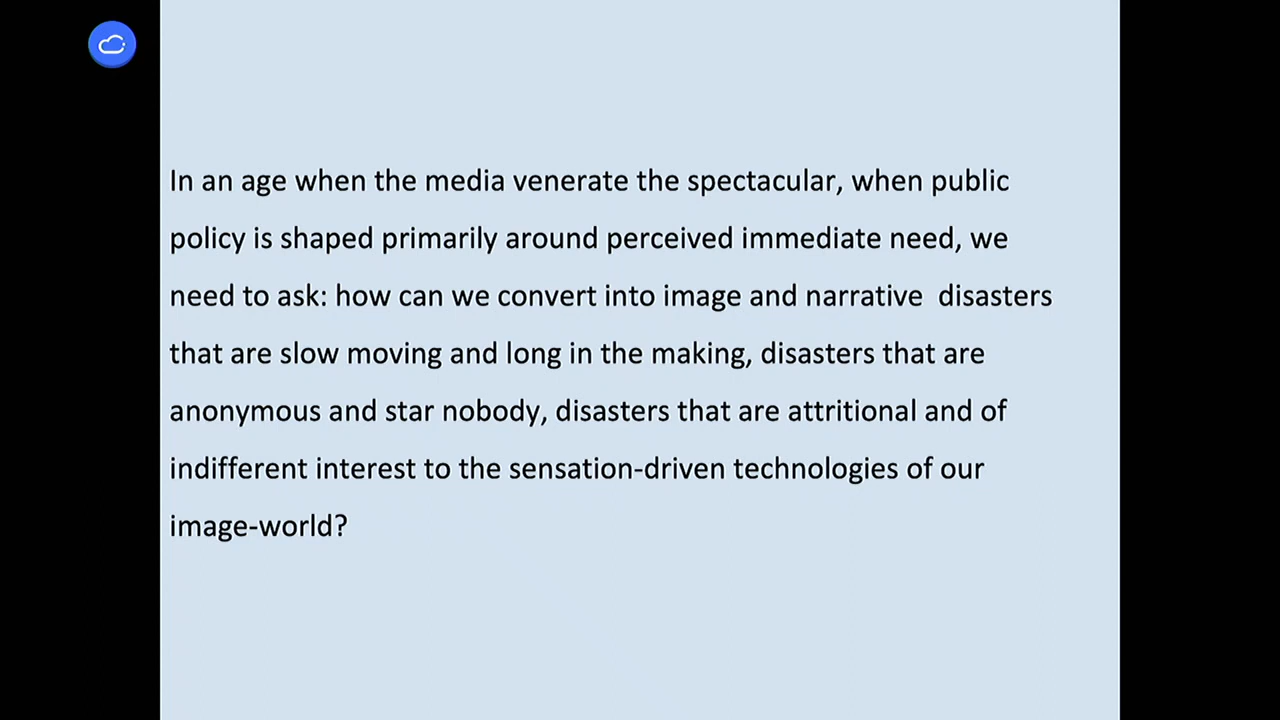 In an age when the media venerate the spectacular, when public
policy is shaped primarily around perceived immediate need, we
need to ask: how can we convert into image and narrative  disasters
that are slow moving and long in the making, disasters that are
anonymous and star nobody, disasters that are attritional and of
indifferent interest to the sensation-driven technologies of our
image-world?